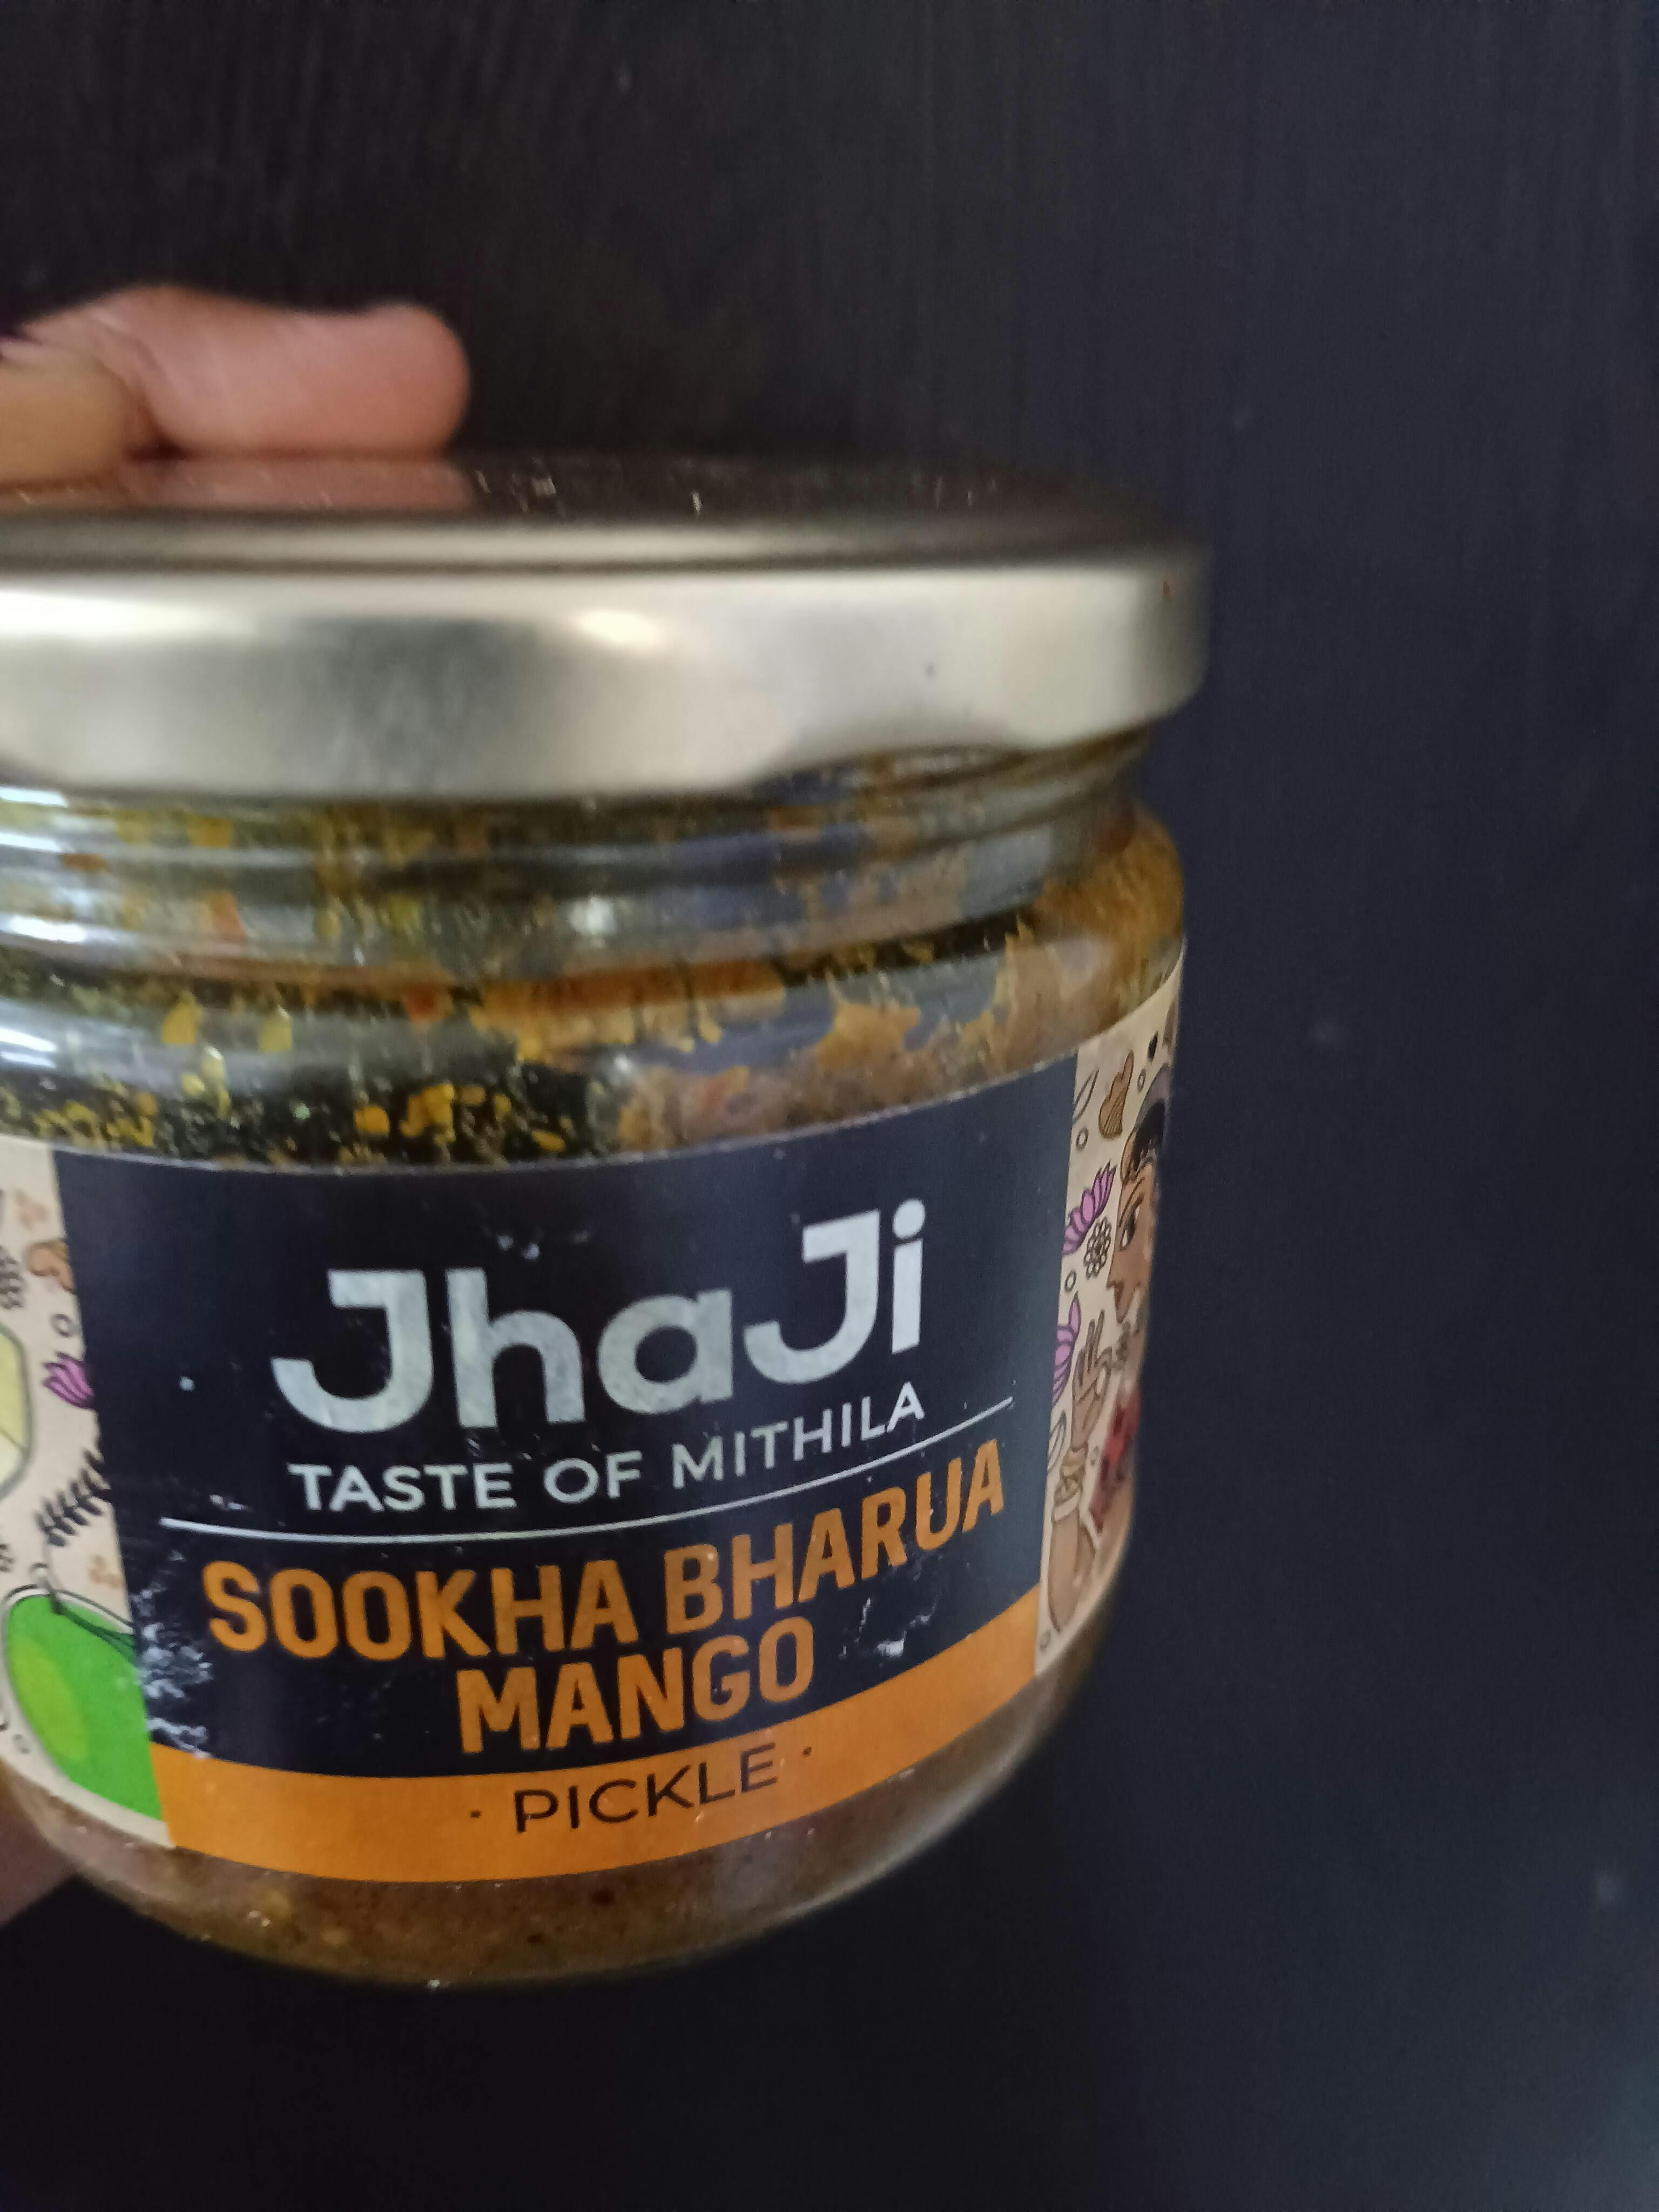 JhaJi
TASTE OF MITHILA
SOOKHA BHARUA
MANGO
· PICKLE ·